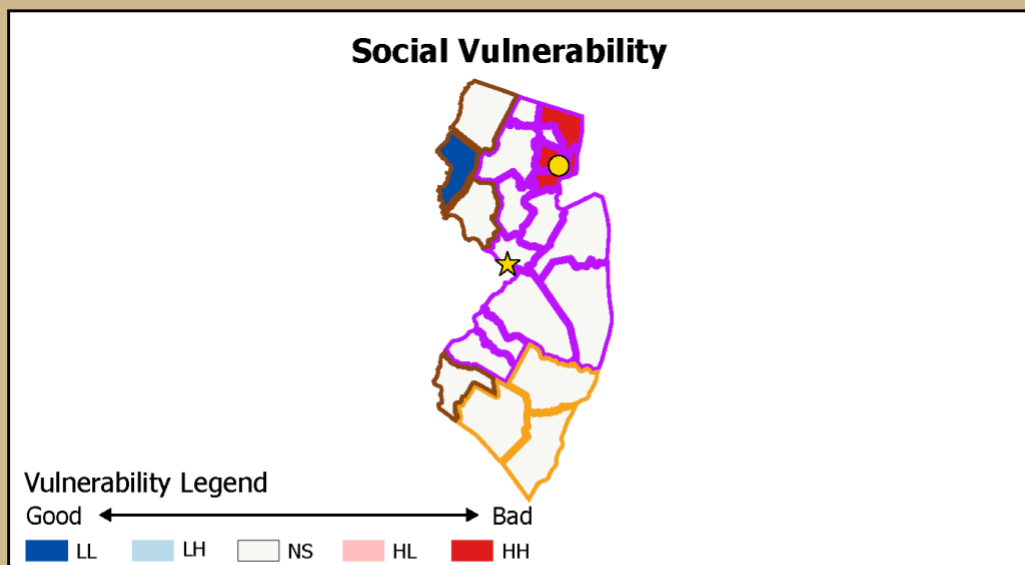 Social Vulnerability
Vulnerability Legend
Good Bad
LL LH NS HL HH